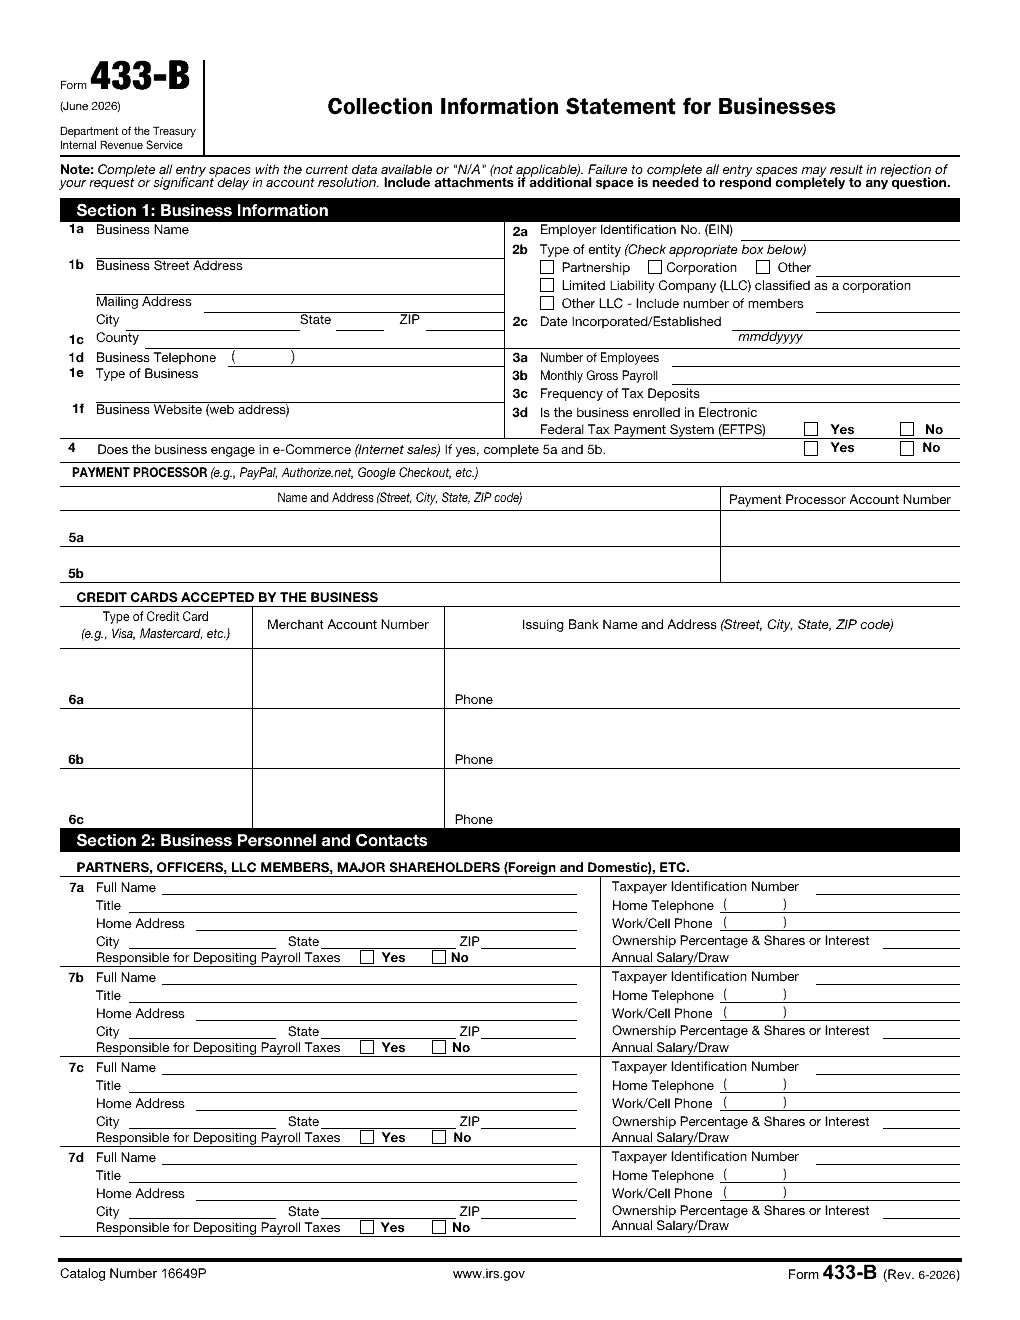 Form 433-B
(June 2026)
Department of the Treasury
Internal Revenue Service
Collection Information Statement for Businesses
Note: Complete all entry spaces with the current data available or "N/A" (not applicable). Failure to complete all entry spaces may result in rejection of
your request or significant delay in account resolution. Include attachments if additional space is needed to respond completely to any question.
Section 1: Business Information
1a Business Name
1b Business Street Address
Mailing Address
City State ZIP
1c County
1d Business Telephone ( )
1e Type of Business
1f Business Website (web address)
2a Employer Identification No. (EIN)
2b Type of entity (Check appropriate box below)
Partnership Corporation Other
Limited Liability Company (LLC) classified as a corporation
Other LLC - Include number of members
2c Date Incorporated/Established
mmddyyyy
3a Number of Employees
3b Monthly Gross Payroll
3c Frequency of Tax Deposits
3d Is the business enrolled in Electronic
Federal Tax Payment System (EFTPS) Yes No
4 Does the business engage in e-Commerce (Internet sales) If yes, complete 5a and 5b. Yes No
PAYMENT PROCESSOR (e.g., PayPal, Authorize.net, Google Checkout, etc.)
Name and Address (Street, City, State, ZIP code) Payment Processor Account Number
5a
5b
CREDIT CARDS ACCEPTED BY THE BUSINESS
Type of Credit Card
(e.g., Visa, Mastercard, etc.)
Merchant Account Number
Issuing Bank Name and Address (Street, City, State, ZIP code)
6a Phone
6b Phone
6c Phone
Section 2: Business Personnel and Contacts
PARTNERS, OFFICERS, LLC MEMBERS, MAJOR SHAREHOLDERS (Foreign and Domestic), ETC.
7a Full Name
Title
Home Address
City State ZIP
Responsible for Depositing Payroll Taxes Yes No
Taxpayer Identification Number
Home Telephone ( )
Work/Cell Phone ( )
Ownership Percentage & Shares or Interest
Annual Salary/Draw
7b Full Name
Title
Home Address
City State ZIP
Responsible for Depositing Payroll Taxes Yes No
Taxpayer Identification Number
Home Telephone ( )
Work/Cell Phone ( )
Ownership Percentage & Shares or Interest
Annual Salary/Draw
7c Full Name
Title
Home Address
City State ZIP
Responsible for Depositing Payroll Taxes Yes No
Taxpayer Identification Number
Home Telephone ( )
Work/Cell Phone ( )
Ownership Percentage & Shares or Interest
Annual Salary/Draw
7d Full Name
Title
Home Address
City State ZIP
Responsible for Depositing Payroll Taxes Yes No
Taxpayer Identification Number
Home Telephone ( )
Work/Cell Phone ( )
Ownership Percentage & Shares or Interest
Annual Salary/Draw
Catalog Number 16649P www.irs.gov Form 433-B (Rev. 6-2026)